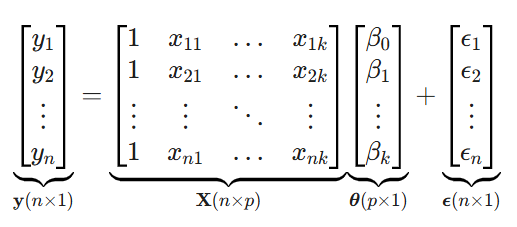 y₁ = 1 x₁₁ … x₁ₖ β₀ + ϵ₁
y₂ 1 x₂₁ … x₂ₖ β₁ ϵ₂
⋮ ⋮ ⋮ ⋱ ⋮ ⋮ ⋮
yₙ 1 xₙ₁ … xₙₖ βₖ ϵₙ
y(n×1) X(n×p) θ(p×1) ϵ(n×1)